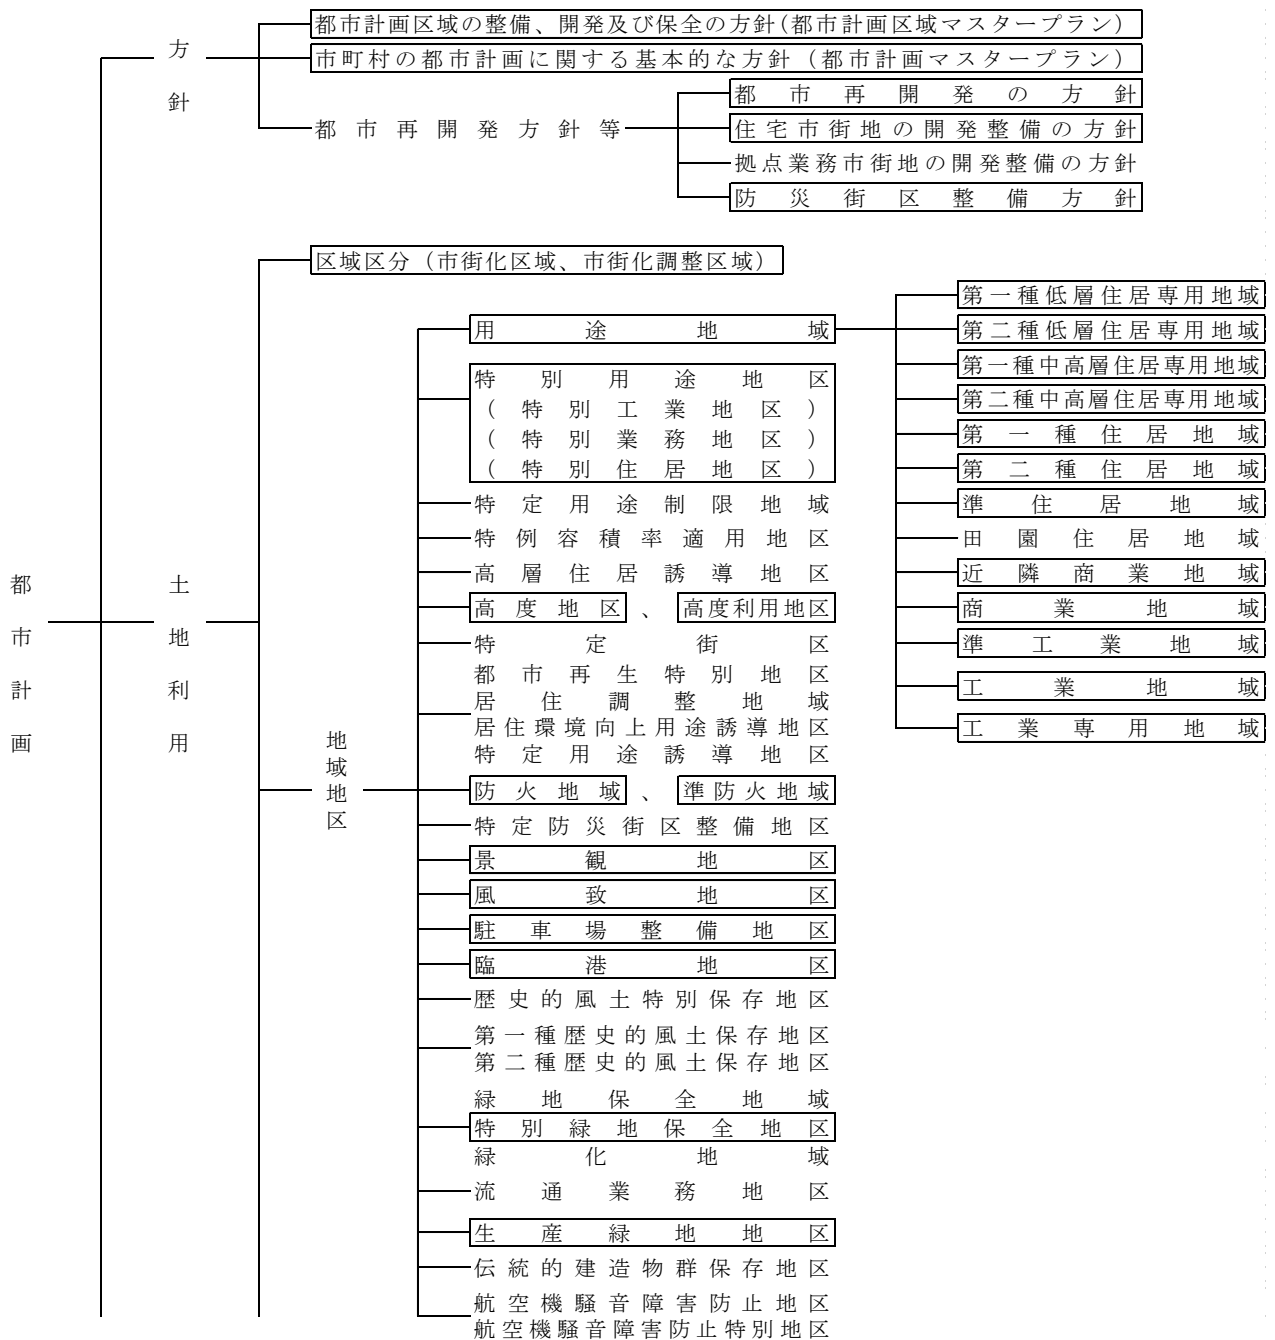 都市計画
方針
都市計画区域の整備、開発及び保全の方針(都市計画区域マスタープラン)
市町村の都市計画に関する基本的な方針(都市計画マスタープラン)
都市再開発方針等
都市再開発の方針
住宅市街地の開発整備の方針
拠点業務市街地の開発整備の方針
防災街区整備方針
土地利用
区域区分(市街化区域、市街化調整区域)
地域地区
用途地域
第一種低層住居専用地域
第二種低層住居専用地域
第一種中高層住居専用地域
第二種中高層住居専用地域
第一種住居地域
第二種住居地域
準住居地域
田園住居地域
近隣商業地域
商業地域
準工業地域
工業地域
工業専用地域
特別用途地区
(特別工業地区)
(特別業務地区)
(特別住居地区)
特定用途制限地域
特例容積率適用地区
高層住居誘導地区
高度地区、高度利用地区
特定街区
都市再生特別地区
居住調整地域
居住環境向上用途誘導地区
特定用途誘導地区
防火地域、準防火地域
特定防災街区整備地区
景観地区
風致地区
駐車場整備地区
臨港地区
歴史的風土特別保存地区
第一種歴史的風土保存地区
第二種歴史的風土保存地区
緑地保全地域
特別緑地保全地区
緑化地域
流通業務地区
生産緑地地区
伝統的建造物群保存地区
航空機騒音障害防止地区
航空機騒音障害防止特別地区